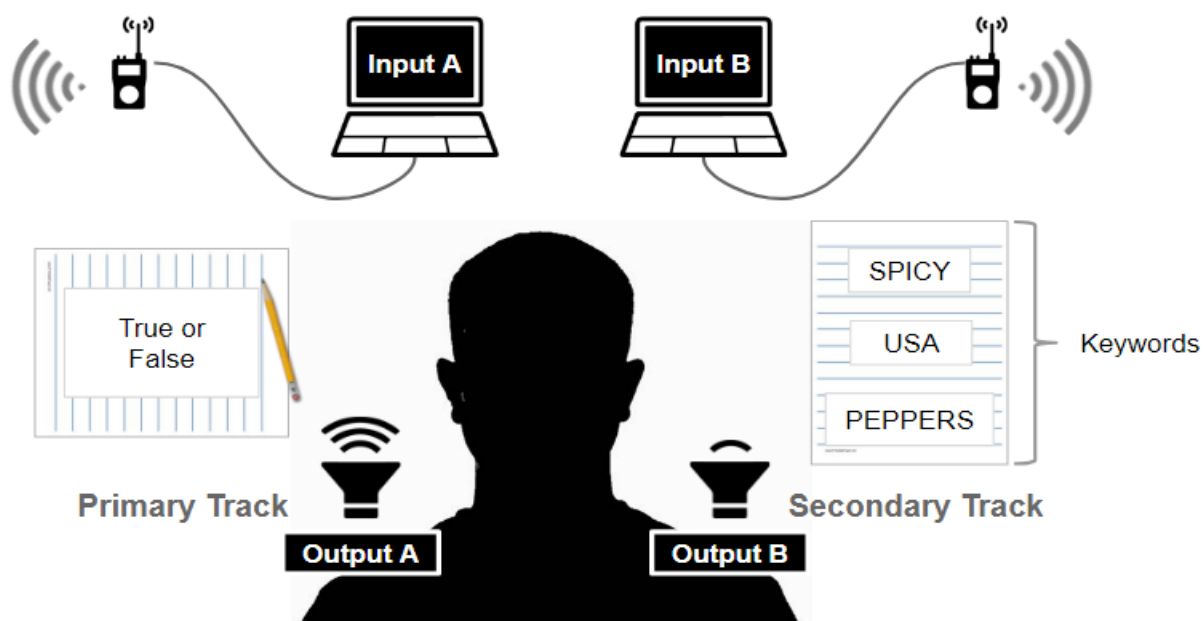 Input A
Input B
True or
False
SPICY
USA
PEPPERS
Keywords
Primary Track
Secondary Track
Output A
Output B